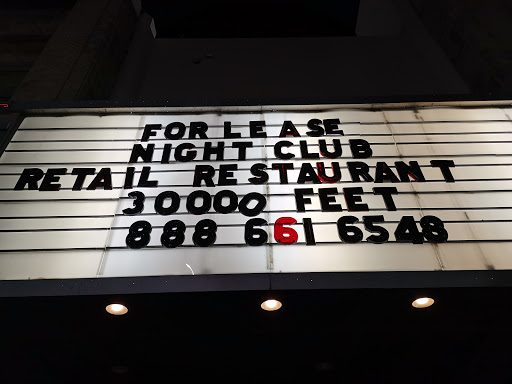 FOR LEASE
NIGHT CLUB
RETAIL RESTAURANT
30000 FEET
888 661 6548